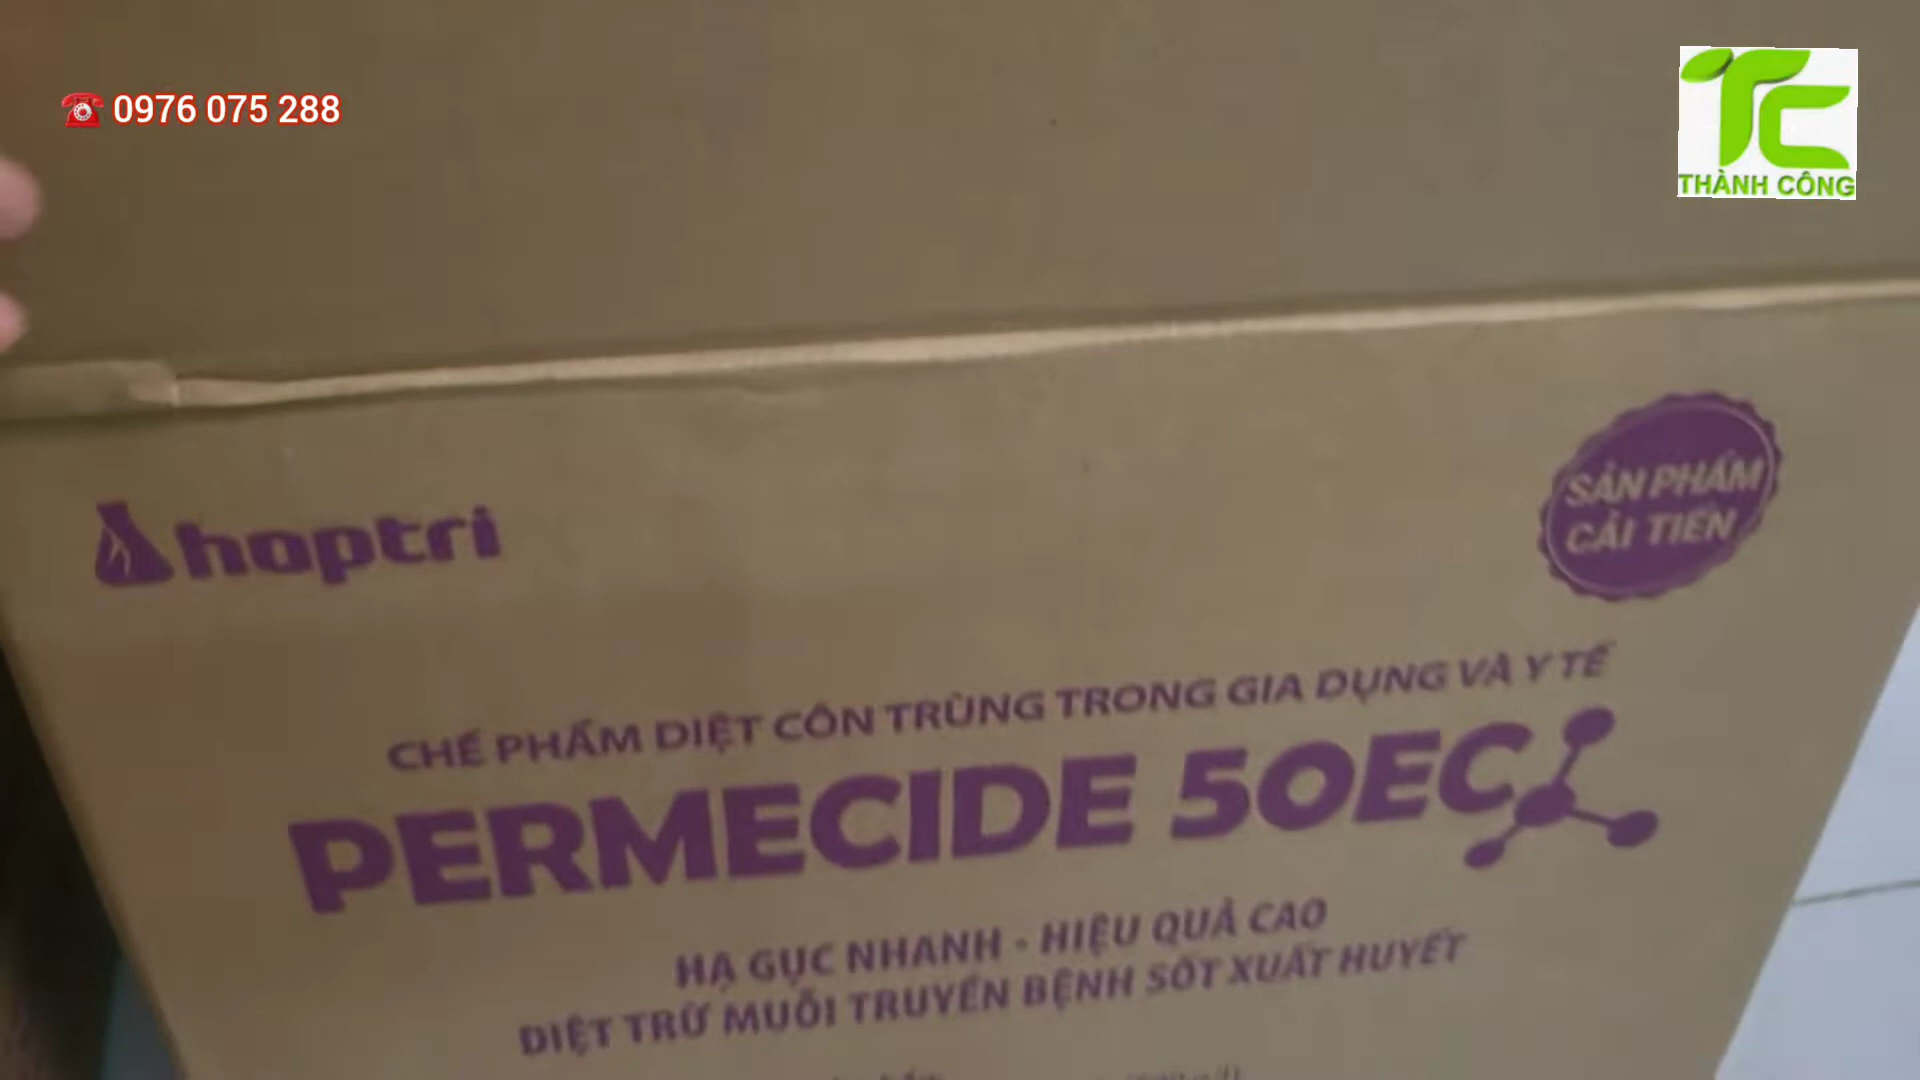 0976 075 288
TC
THÀNH CÔNG
hoptri
SẢN PHẨM
CẢI TIẾN
CHẾ PHẨM DIỆT CÔN TRÙNG TRONG GIA DỤNG VÀ Y TẾ
PERMECIDE 50EC
HẠ GỤC NHANH - HIỆU QUẢ CAO
DIỆT TRỪ MUỖI TRUYỀN BỆNH SỐT XUẤT HUYẾT